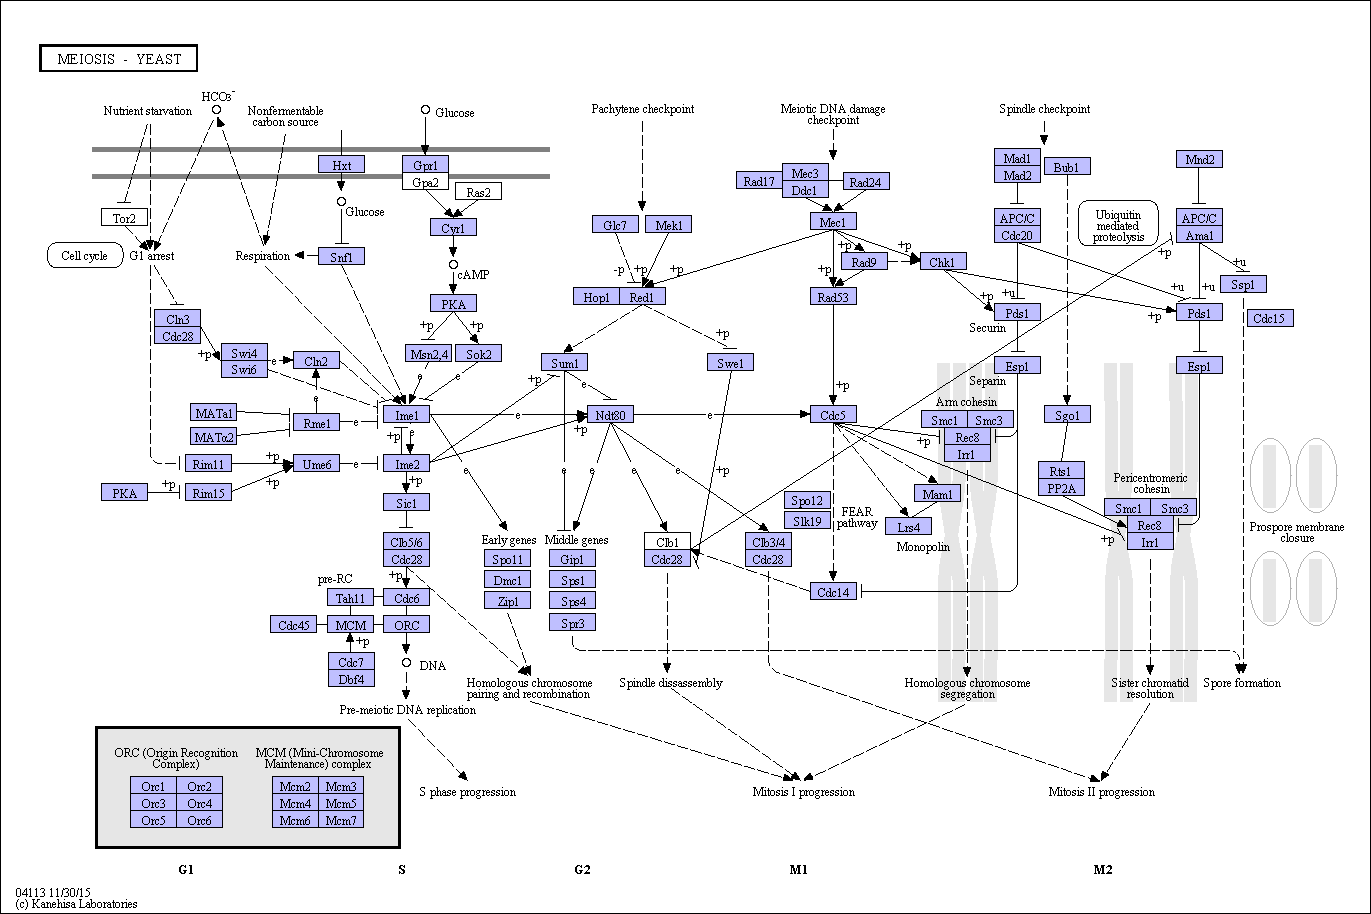 MEIOSIS - YEAST
Nutrient starvation
HCO3-
Nonfermentable
carbon source
Glucose
Pachytene checkpoint
Meiotic DNA damage
checkpoint
Spindle checkpoint
Hxt
Gpr1
Gpa2
Ras2
Glucose
Tor2
Cell cycle
G1 arrest
Respiration
Snf1
Cyr1
cAMP
PKA
+p
+p
Msn2,4
Sok2
e
e
Cln3
Cdc28
+p
Swi4
Swi6
e
Cln2
e
MATa1
MATα2
Rme1
e
Ime1
+p
e
Rim11
+p
Ume6
e
Ime2
PKA
+p
Rim15
+p
+p
Sic1
Clb5/6
Cdc28
+p
pre-RC
Tah11
Cdc6
Cdc45
MCM
ORC
+p
Cdc7
Dbf4
DNA
Pre-meiotic DNA replication
S phase progression
Glc7
Mek1
-p
+p
+p
Hop1
Red1
Sum1
+p
+p
Swe1
e
e
Ndt80
+p
e
e
e
e
e
e
+p
Early genes
Spo11
Dmc1
Zip1
Middle genes
Gip1
Sps1
Sps4
Spr3
Clb1
Cdc28
Clb3/4
Cdc28
Homologous chromosome
pairing and recombination
Spindle disassembly
Rad17
Mec3
Ddc1
Rad24
Mec1
+p
+p
+p
Rad9
Chk1
Rad53
+p
Cdc5
+p
Spo12
Slk19
FEAR
pathway
Mam1
Lrs4
Monopolin
Cdc14
Mad1
Mad2
Bub1
Mnd2
APC/C
Cdc20
Ubiquitin
mediated
proteolysis
APC/C
Ama1
+p
+u
Ssp1
Cdc15
+p
+u
+u
+u
+p
Pds1
Securin
Pds1
Esp1
Separin
Esp1
Arm cohesin
Smc1
Smc3
Rec8
Irr1
Sgo1
Rts1
PP2A
Pericentromeric
cohesin
Smc1
Smc3
Rec8
Irr1
+p
Prospore membrane
closure
Homologous chromosome
segregation
Sister chromatid
resolution
Spore formation
Mitosis I progression
Mitosis II progression
ORC (Origin Recognition
Complex)
Orc1
Orc2
Orc3
Orc4
Orc5
Orc6
MCM (Mini-Chromosome
Maintenance) complex
Mcm2
Mcm3
Mcm4
Mcm5
Mcm6
Mcm7
G1
S
G2
M1
M2
04113 11/30/15
(c) Kanehisa Laboratories